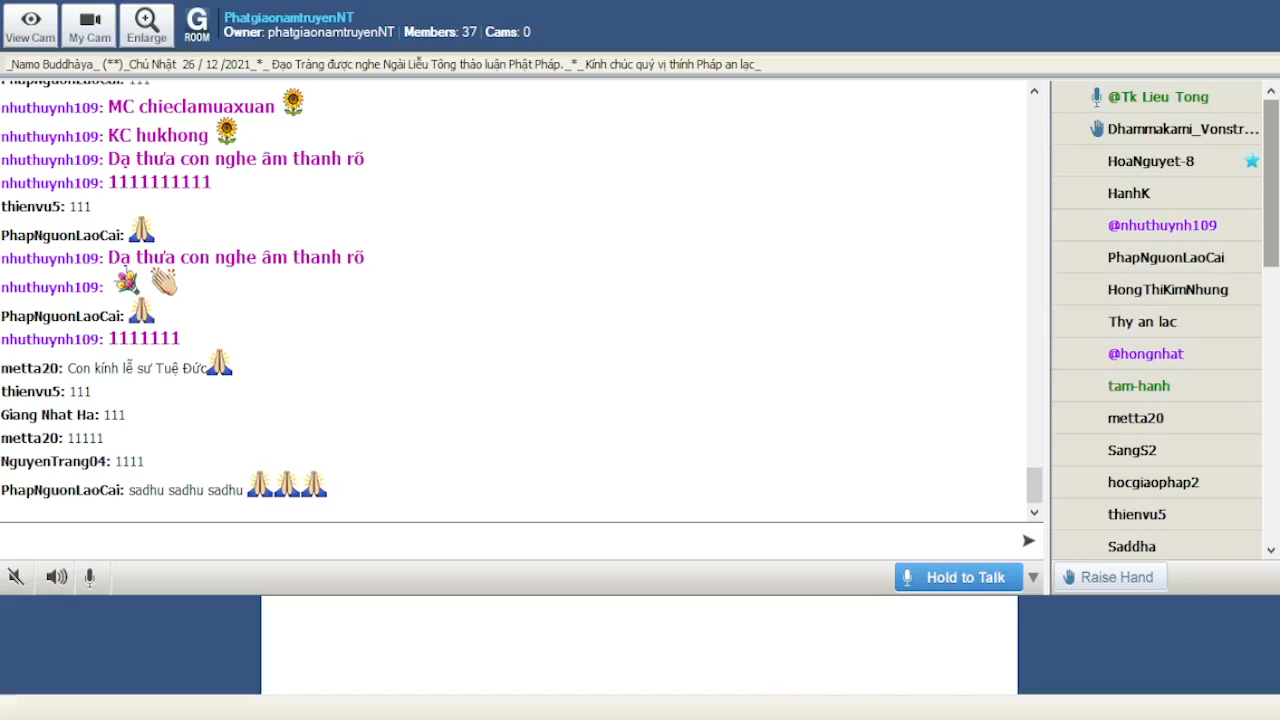 View Cam
My Cam
Enlarge
G
ROOM
PhatgiaonamtruyenNT
Owner: phatgiaonamtruyenNT | Members: 37 | Cams: 0
_Namo Buddhàya_ (**)_Chủ Nhật 26 / 12 /2021_*_ Đạo Tràng được nghe Ngài Liễu Tông thảo luận Phật Pháp._*_Kính chúc quý vị thính Pháp an lạc_
PhapNguonLaoCai: 111
nhuthuynh109: MC chieclamuaxuan
nhuthuynh109: KC hukhong
nhuthuynh109: Dạ thưa con nghe âm thanh rõ
nhuthuynh109: 1111111111
thienvu5: 111
PhapNguonLaoCai:
nhuthuynh109: Dạ thưa con nghe âm thanh rõ
nhuthuynh109:
PhapNguonLaoCai:
nhuthuynh109: 1111111
metta20: Con kính lễ sư Tuệ Đức
thienvu5: 111
Giang Nhat Ha: 111
metta20: 11111
NguyenTrang04: 1111
PhapNguonLaoCai: sadhu sadhu sadhu
Hold to Talk
@Tk Lieu Tong
Dhammakami_Vonstr...
HoaNguyet-8
HanhK
@nhuthuynh109
PhapNguonLaoCai
HongThiKimNhung
Thy an lac
@hongnhat
tam-hanh
metta20
SangS2
hocgiaophap2
thienvu5
Saddha
Raise Hand